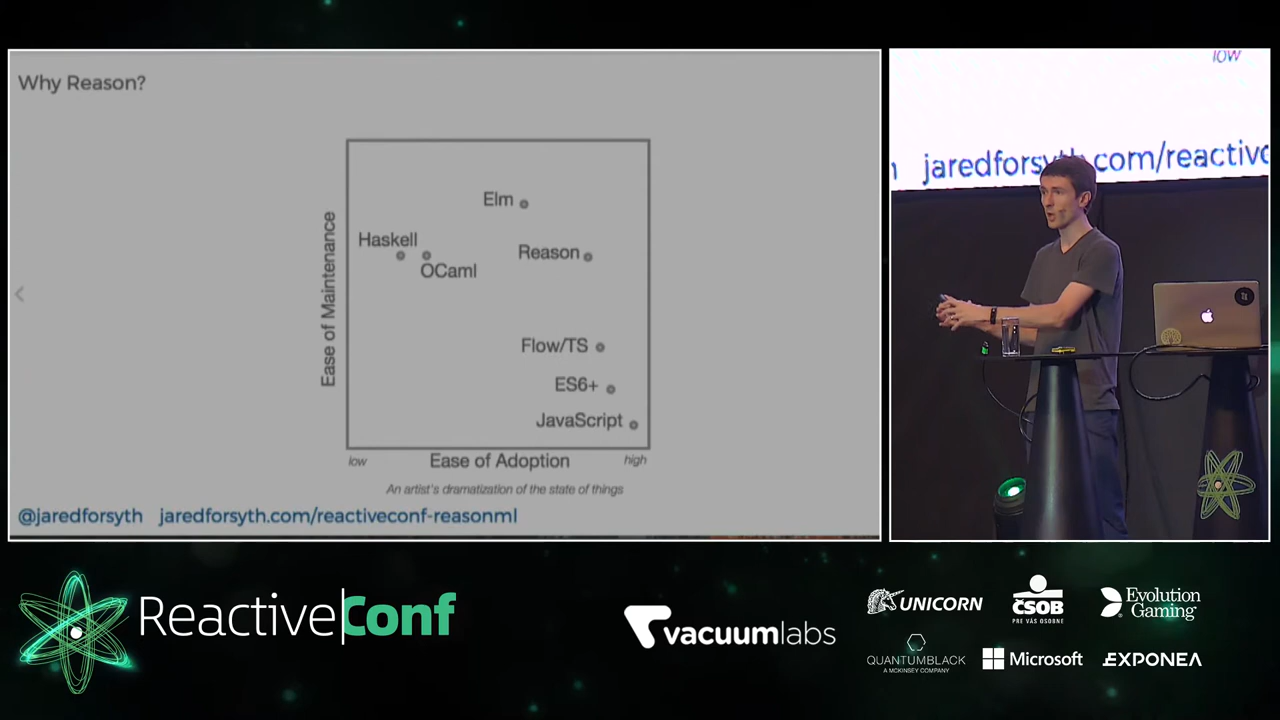 Why Reason?
Elm
Haskell
OCaml
Reason
Flow/TS
ES6+
JavaScript
Ease of Maintenance
low
Ease of Adoption
high
An artist's dramatization of the state of things
@jaredforsyth jaredforsyth.com/reactiveconf-reasonml
low
jaredforsyth.com/reactivec
ReactiveConf
vacuumlabs
UNICORN
ČSOB
PRE VÁS OSOBNE
Evolution
Gaming
QUANTUMBLACK
A MCKINSEY COMPANY
Microsoft
EXPONEA